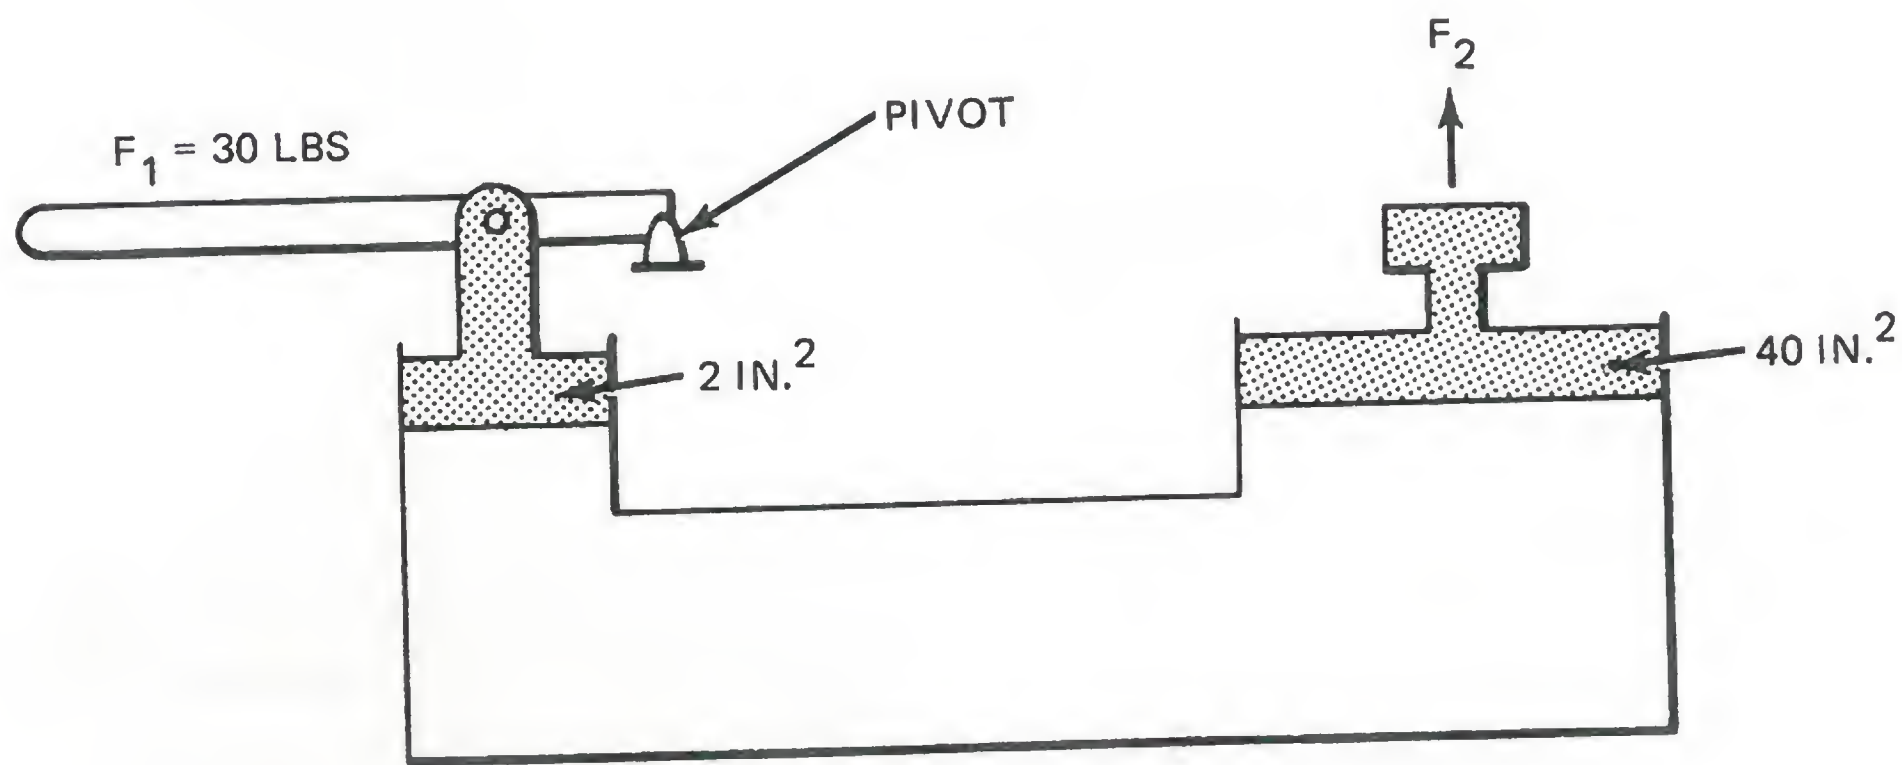 F₂
PIVOT
F₁ = 30 LBS
2 IN.²
40 IN.²